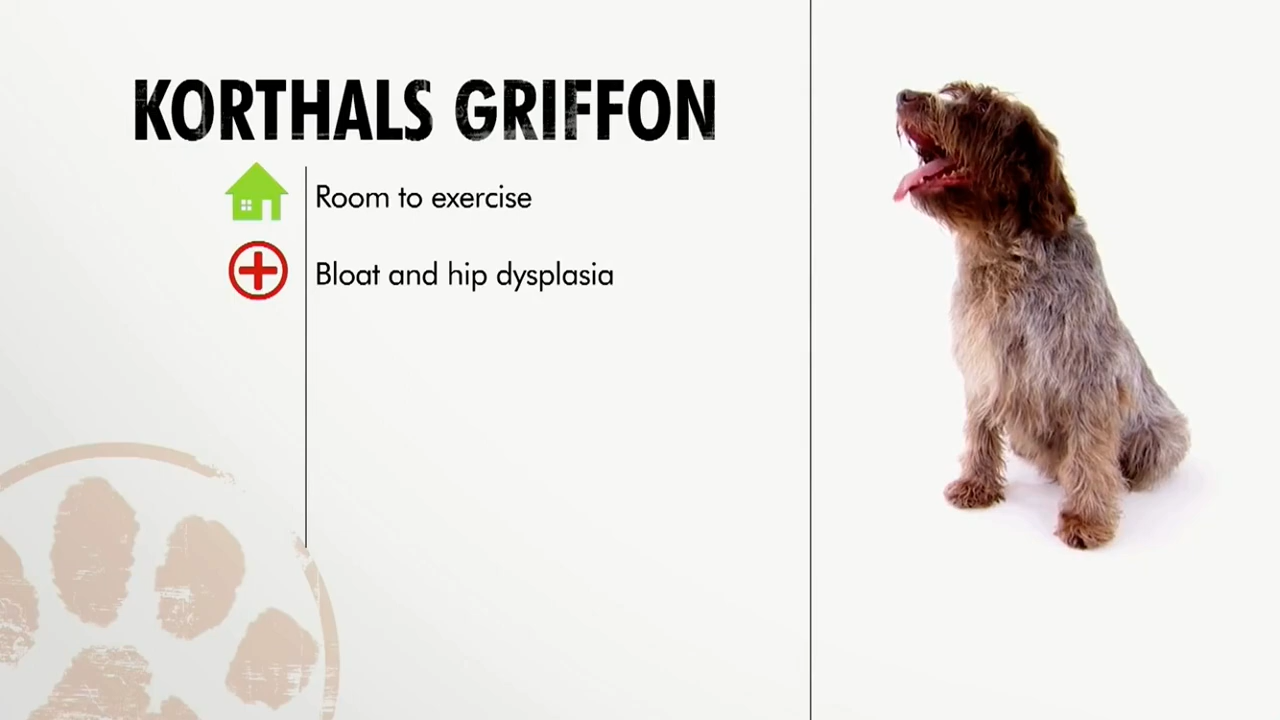 KORTHALS GRIFFON
Room to exercise
Bloat and hip dysplasia